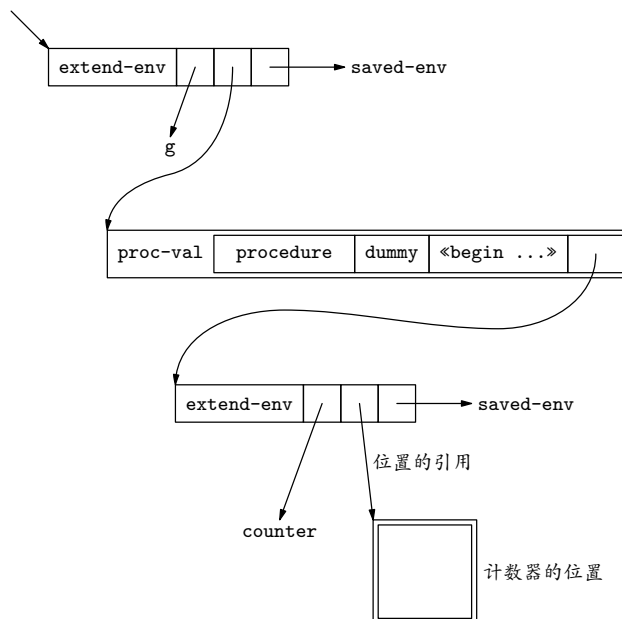 extend-env saved-env
g
proc-val procedure dummy «begin ...»
extend-env saved-env
位置的引用
counter
计数器的位置